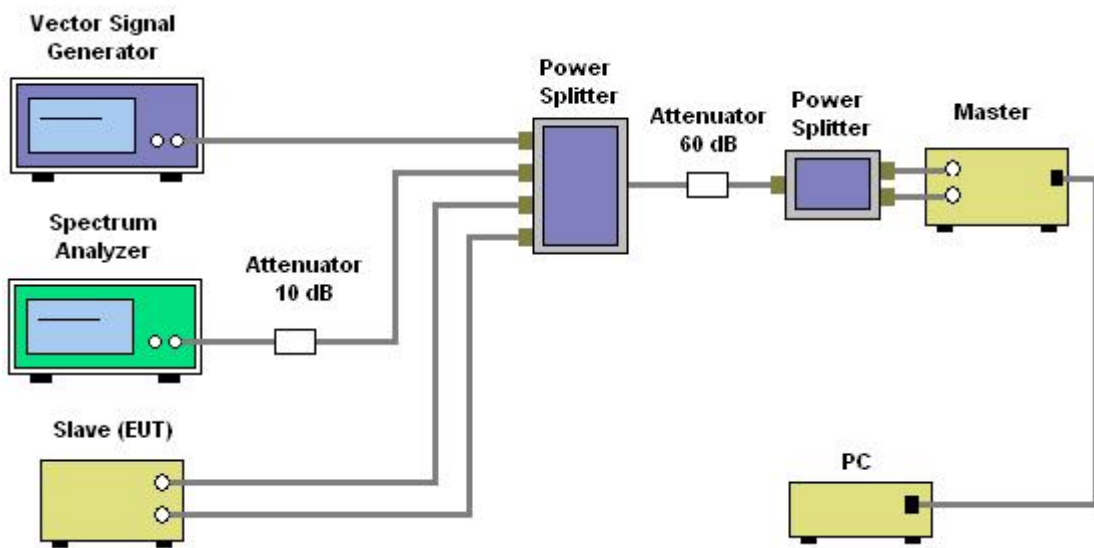 Vector Signal
Generator
Power
Splitter
Attenuator
60 dB
Power
Splitter
Master
Spectrum
Analyzer
Attenuator
10 dB
Slave (EUT)
PC